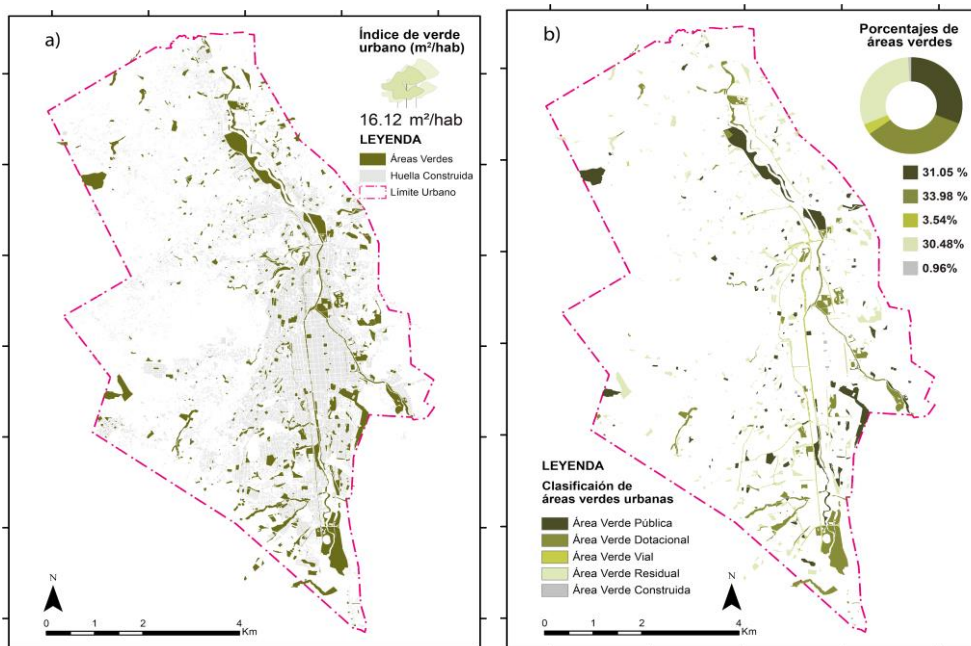 a)
Índice de verde
urbano (m²/hab)
16.12 m²/hab
LEYENDA
Áreas Verdes
Huella Construida
Límite Urbano
N
0 1 2 4
Km
b)
Porcentajes de
áreas verdes
31.05 %
33.98 %
3.54%
30.48%
0.96%
LEYENDA
Clasificaión de
áreas verdes urbanas
Área Verde Pública
Área Verde Dotacional
Área Verde Vial
Área Verde Residual
Área Verde Construida
N
0 1 2 4
Km